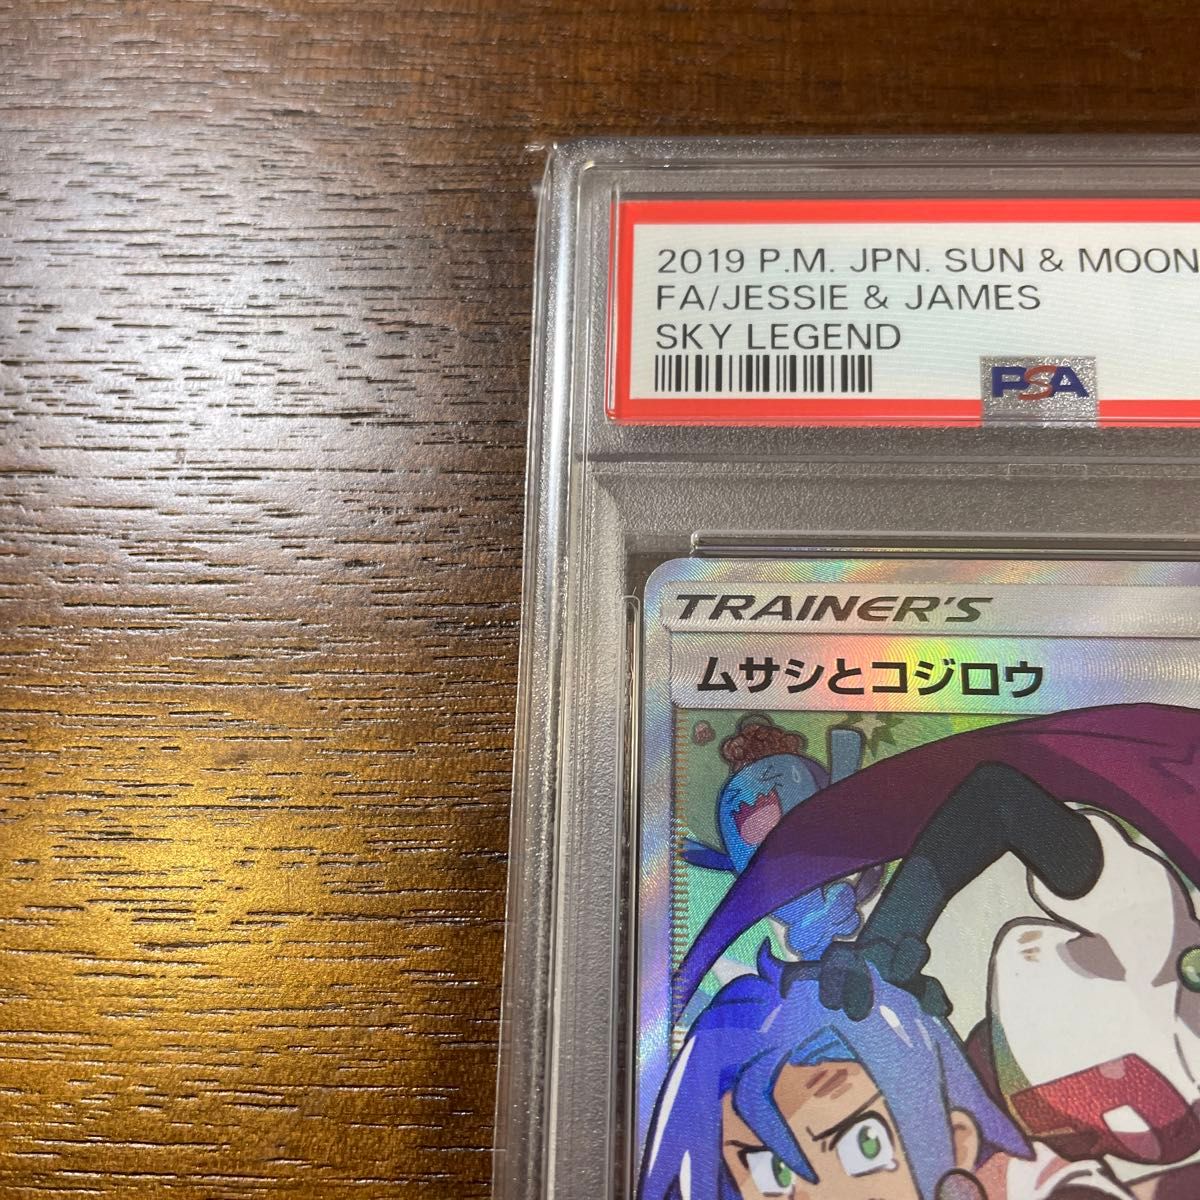 2019 P.M. JPN. SUN & MOON
FA/JESSIE & JAMES
SKY LEGEND
PSA
TRAINER'S
ムサシとコジロウ